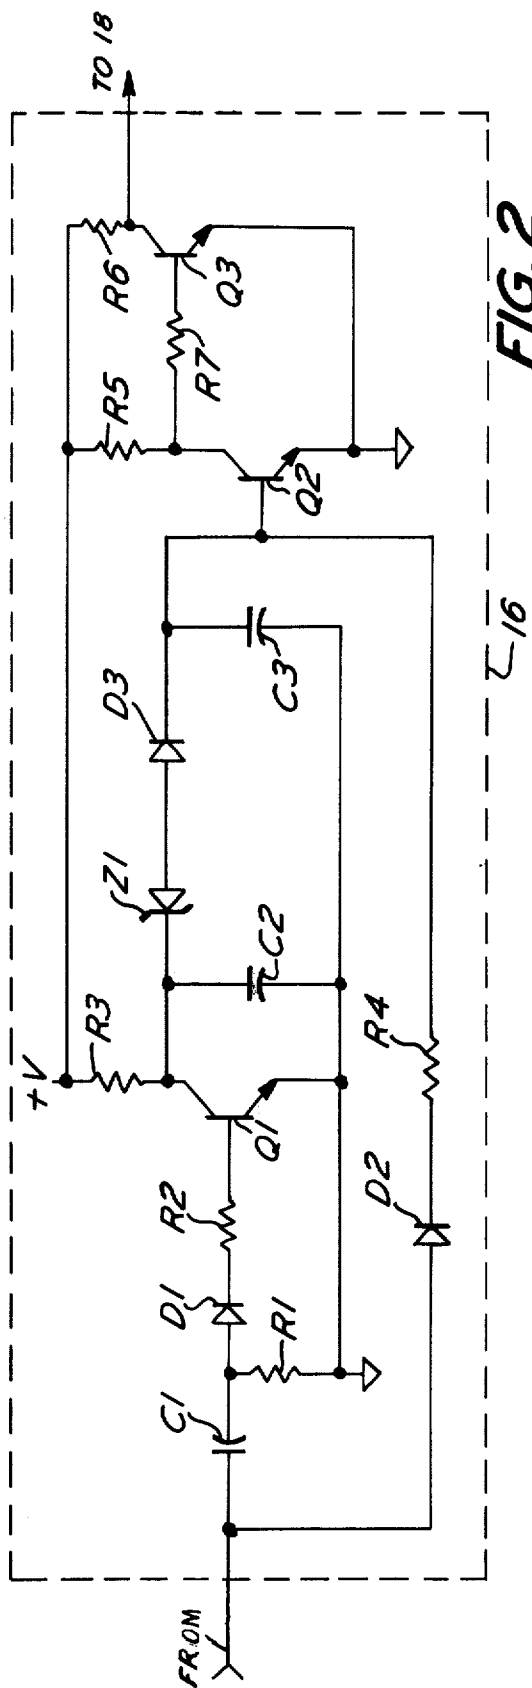 FROM
C1
D1
R1
R2
Q1
+V
R3
C2
Z1
D3
C3
D2
R4
Q2
R5
R7
Q3
R6
TO 18
16
FIG. 2